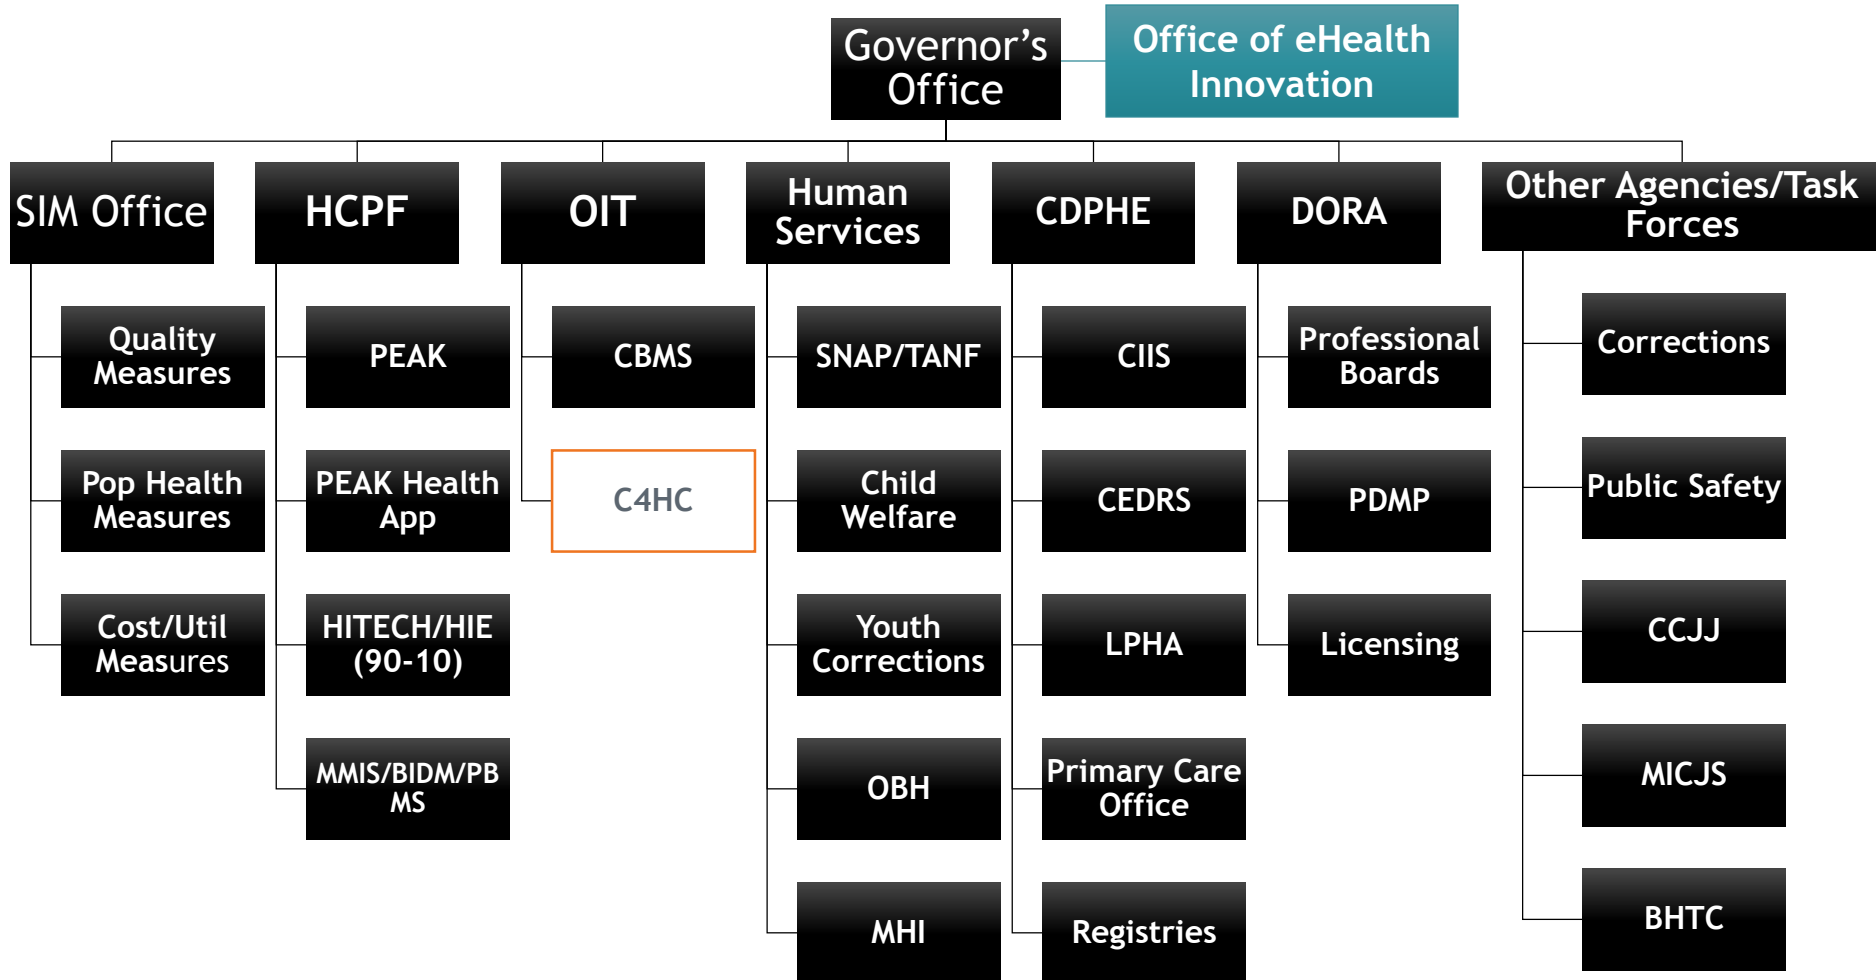 Governor’s
Office
Office of eHealth
Innovation
SIM Office
HCPF
OIT
Human
Services
CDPHE
DORA
Other Agencies/Task
Forces
Quality
Measures
Pop Health
Measures
Cost/Util
Measures
PEAK
PEAK Health
App
HITECH/HIE
(90-10)
MMIS/BIDM/PB
MS
CBMS
C4HC
SNAP/TANF
Child
Welfare
Youth
Corrections
OBH
MHI
CIIS
CEDRS
LPHA
Primary Care
Office
Registries
Professional
Boards
PDMP
Licensing
Corrections
Public Safety
CCJJ
MICJS
BHTC